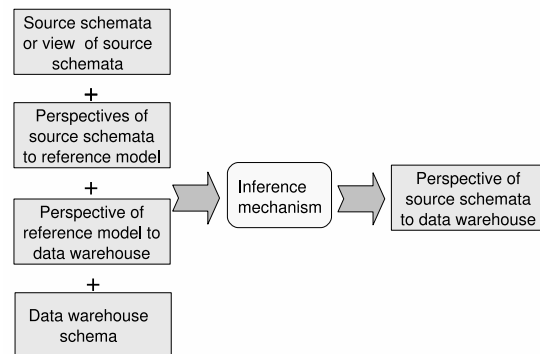 Source schemata
or view of source
schemata
+
Perspectives of
source schemata
to reference model
+
Perspective of
reference model to
data warehouse
+
Data warehouse
schema
Inference
mechanism
Perspective of
source schemata
to data warehouse